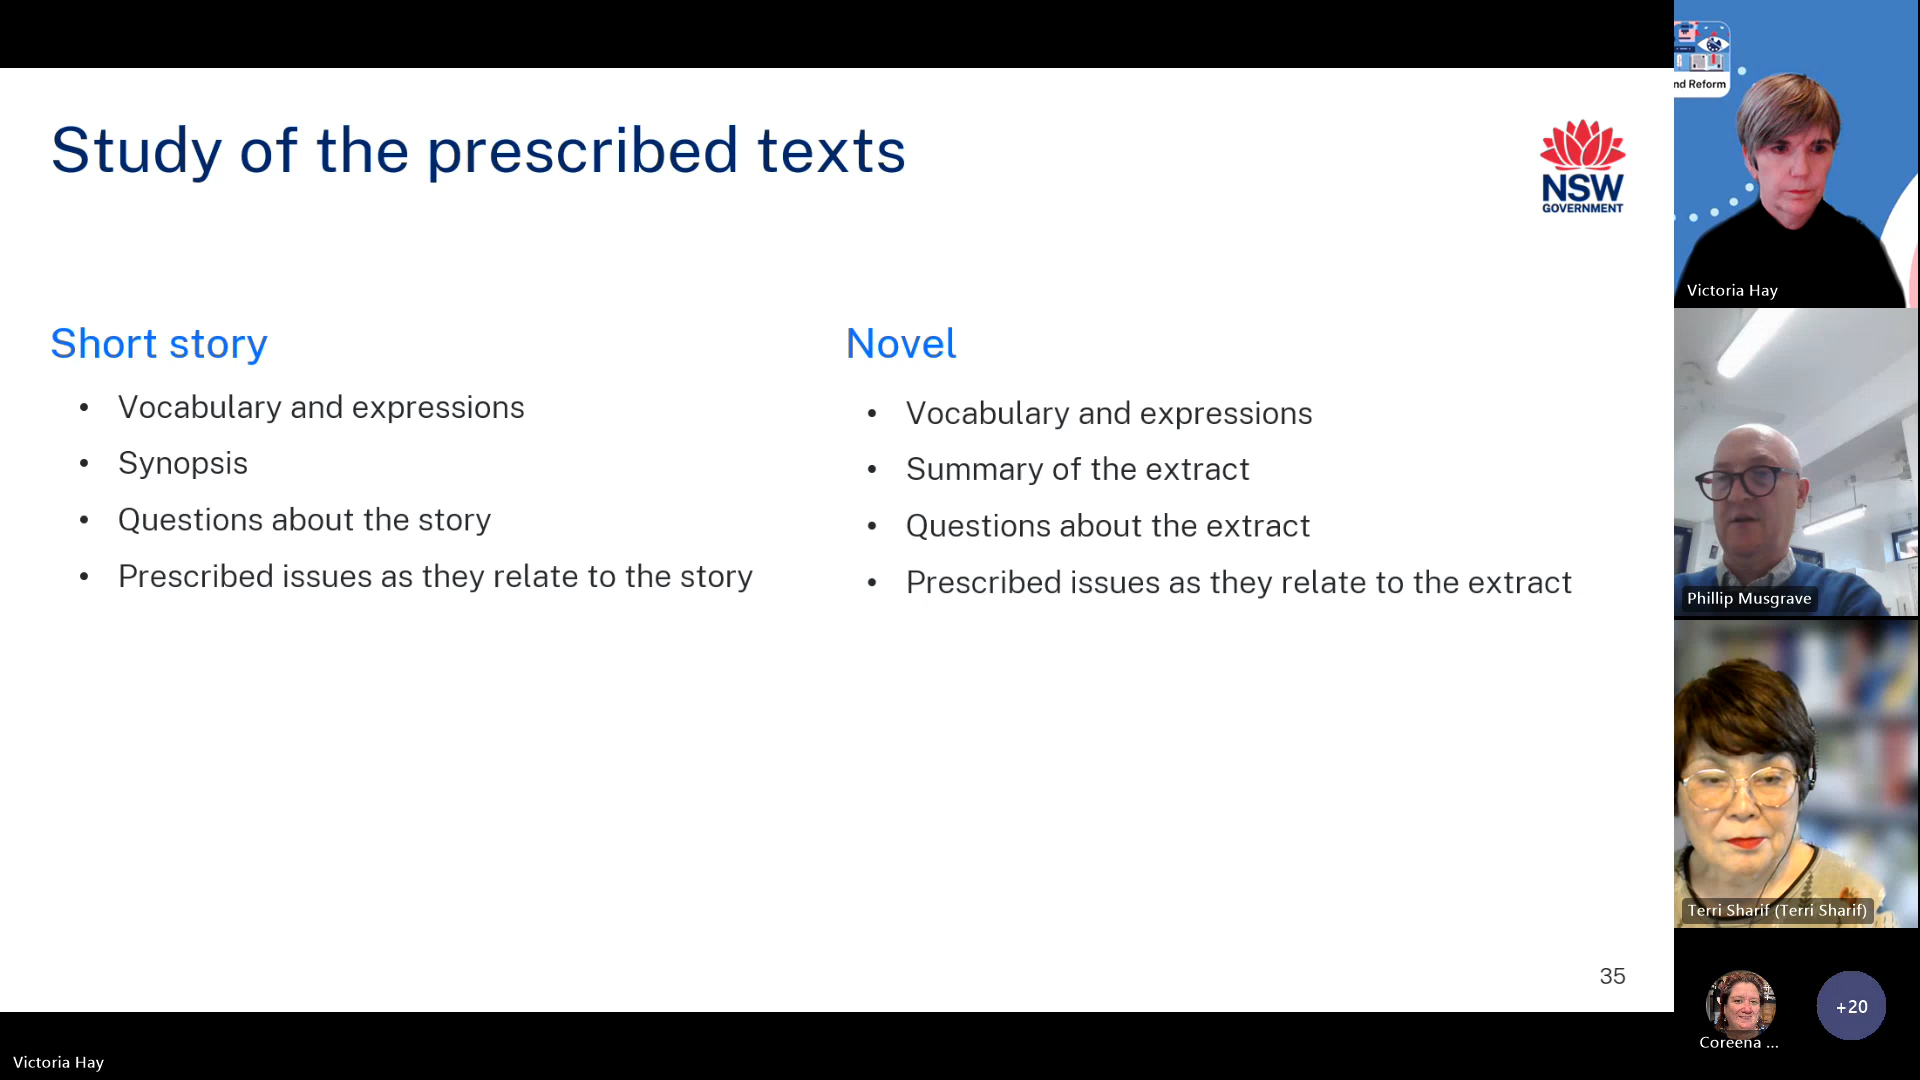 Study of the prescribed texts
NSW
GOVERNMENT
Short story
• Vocabulary and expressions
• Synopsis
• Questions about the story
• Prescribed issues as they relate to the story
Novel
• Vocabulary and expressions
• Summary of the extract
• Questions about the extract
• Prescribed issues as they relate to the extract
35
Victoria Hay
nd Reform
Victoria Hay
Phillip Musgrave
Terri Sharif (Terri Sharif)
Coreena ...
+20